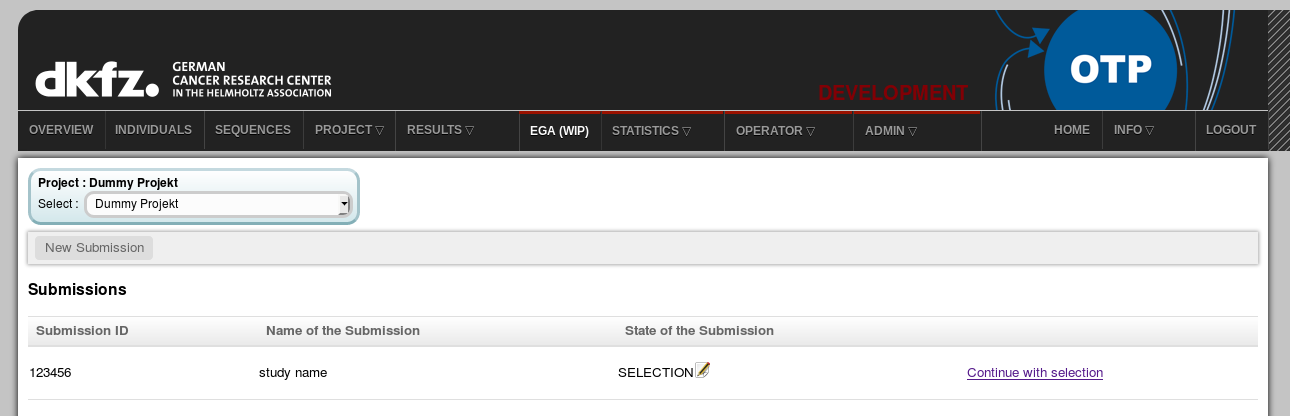 dkfz.
GERMAN
CANCER RESEARCH CENTER
IN THE HELMHOLTZ ASSOCIATION
DEVELOPMENT
OTP
OVERVIEW INDIVIDUALS SEQUENCES PROJECT ▽ RESULTS ▽ EGA (WIP) STATISTICS ▽ OPERATOR ▽ ADMIN ▽ HOME INFO ▽ LOGOUT
Project : Dummy Projekt
Select : Dummy Projekt
New Submission
Submissions
Submission ID Name of the Submission State of the Submission
123456 study name SELECTION Continue with selection